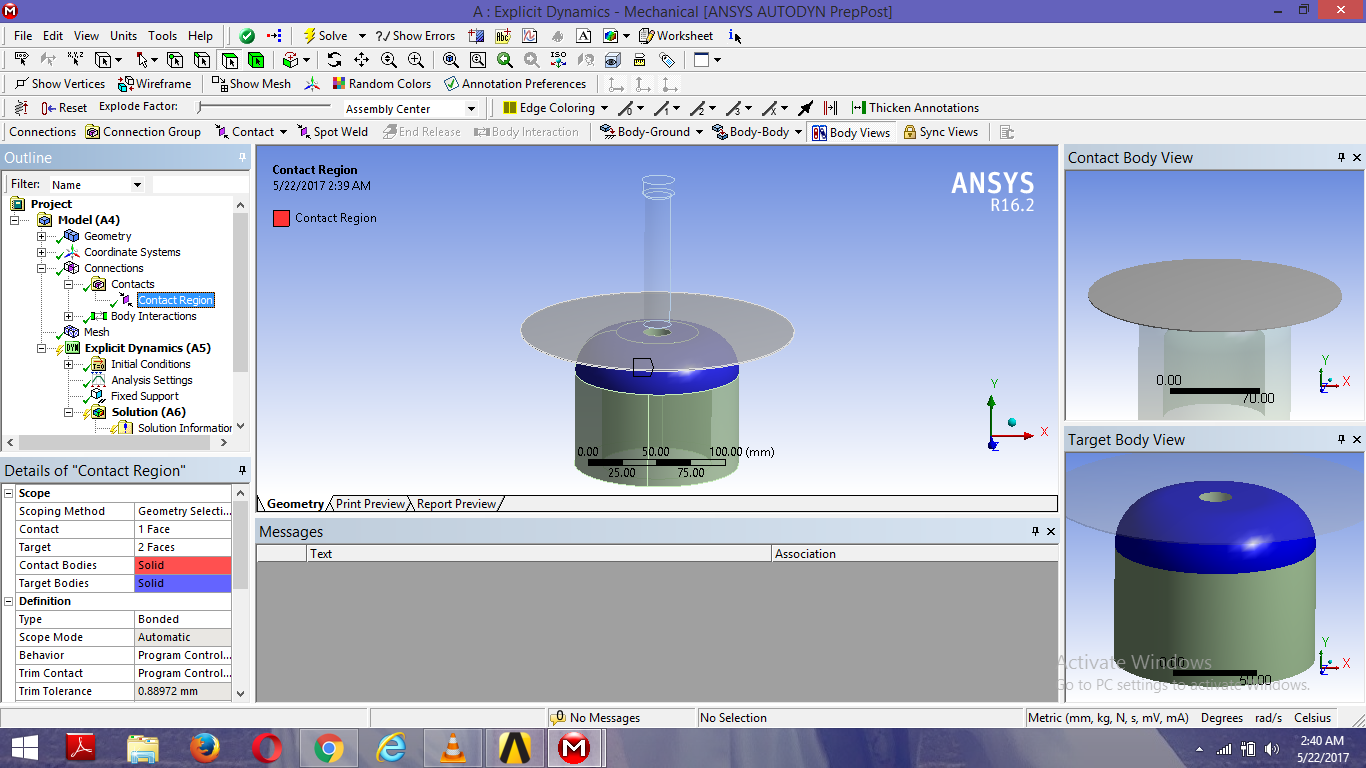 A : Explicit Dynamics - Mechanical [ANSYS AUTODYN PrepPost]
File Edit View Units Tools Help Solve ?/ Show Errors Worksheet
Show Vertices Wireframe Show Mesh Random Colors Annotation Preferences
Reset Explode Factor: Assembly Center Edge Coloring Thicken Annotations
Connections Connection Group Contact Spot Weld End Release Body Interaction Body-Ground Body-Body Body Views Sync Views
Outline
Filter: Name
Project
Model (A4)
Geometry
Coordinate Systems
Connections
Contacts
Contact Region
Body Interactions
Mesh
Explicit Dynamics (A5)
Initial Conditions
Analysis Settings
Fixed Support
Solution (A6)
Solution Information
Details of "Contact Region"
Scope
Scoping Method Geometry Selecti...
Contact 1 Face
Target 2 Faces
Contact Bodies Solid
Target Bodies Solid
Definition
Type Bonded
Scope Mode Automatic
Behavior Program Control...
Trim Contact Program Control...
Trim Tolerance 0.88972 mm
Contact Region
5/22/2017 2:39 AM
Contact Region
ANSYS
R16.2
Y
X
Z
0.00 50.00 100.00 (mm)
25.00 75.00
Geometry Print Preview Report Preview
Messages
Text Association
Contact Body View
0.00
70.00
Y
X
Z
Target Body View
0.00
60.00
Y
X
Z
Activate Windows
Go to PC settings to activate Windows.
0 No Messages No Selection Metric (mm, kg, N, s, mV, mA) Degrees rad/s Celsius
2:40 AM
5/22/2017